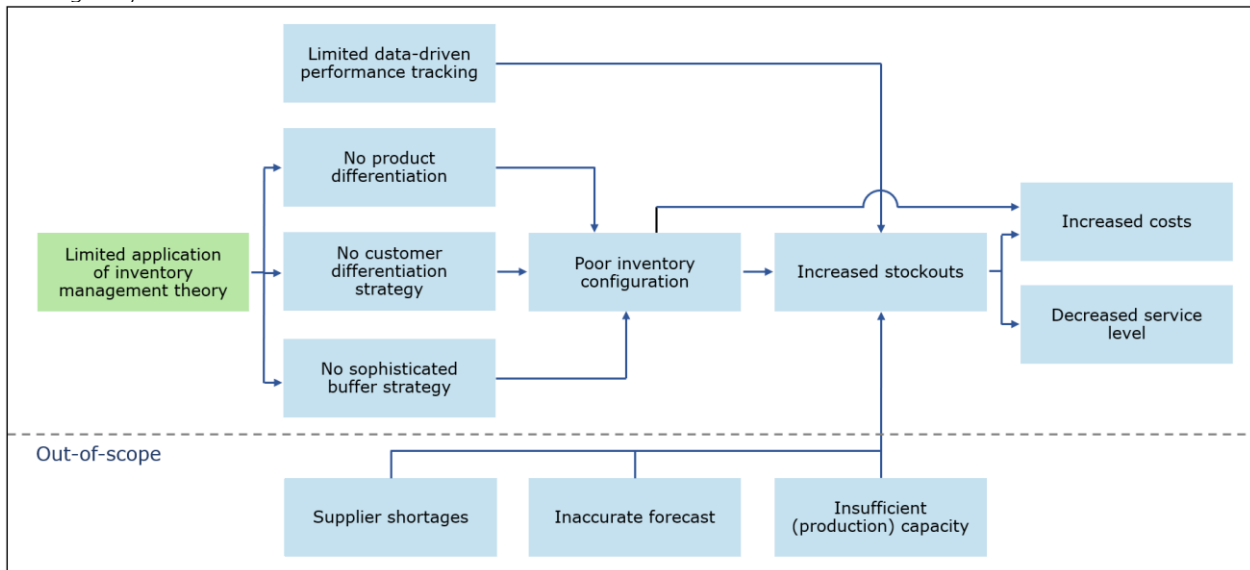 Limited data-driven
performance tracking
No product
differentiation
Limited application
of inventory
management theory
No customer
differentiation
strategy
Poor inventory
configuration
Increased stockouts
Increased costs
Decreased service
level
No sophisticated
buffer strategy
Out-of-scope
Supplier shortages
Inaccurate forecast
Insufficient
(production) capacity